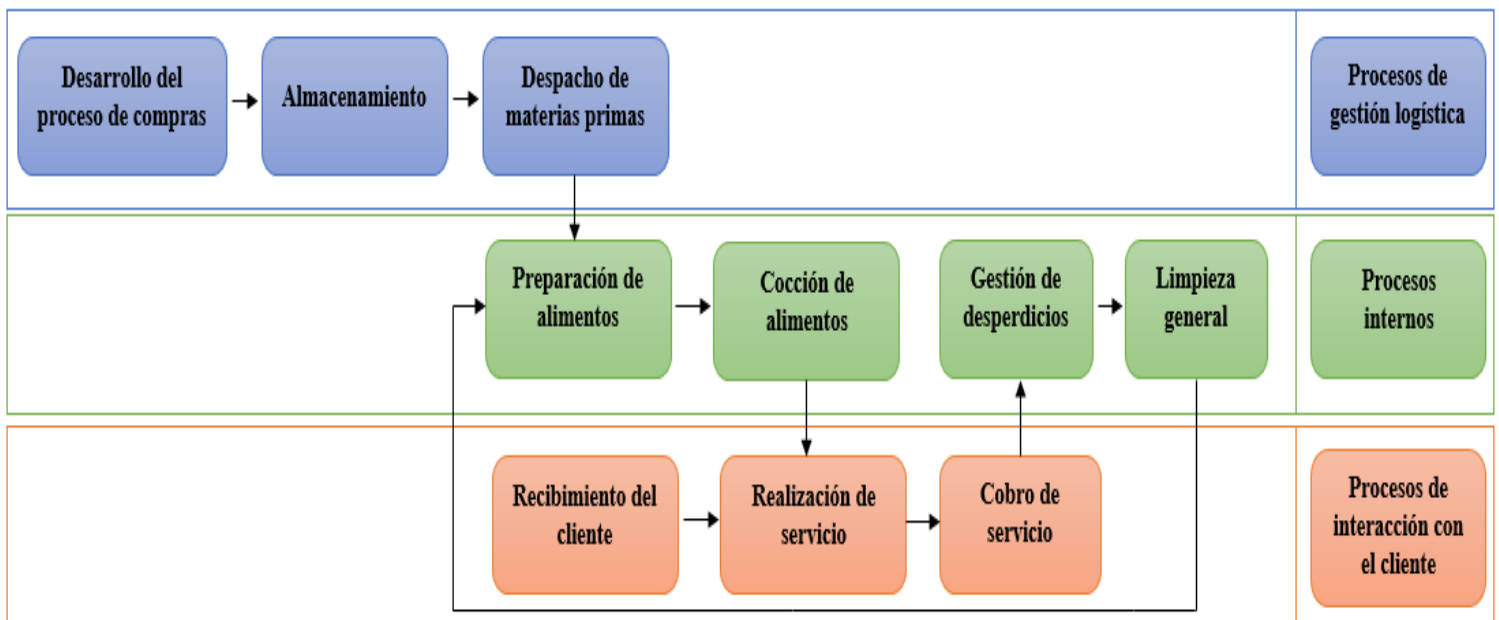 Desarrollo del
proceso de compras
Almacenamiento
Despacho de
materias primas
Procesos de
gestión logística
Preparación de
alimentos
Cocción de
alimentos
Gestión de
desperdicios
Limpieza
general
Procesos
internos
Recibimiento del
cliente
Realización de
servicio
Cobro de
servicio
Procesos de
interacción con
el cliente